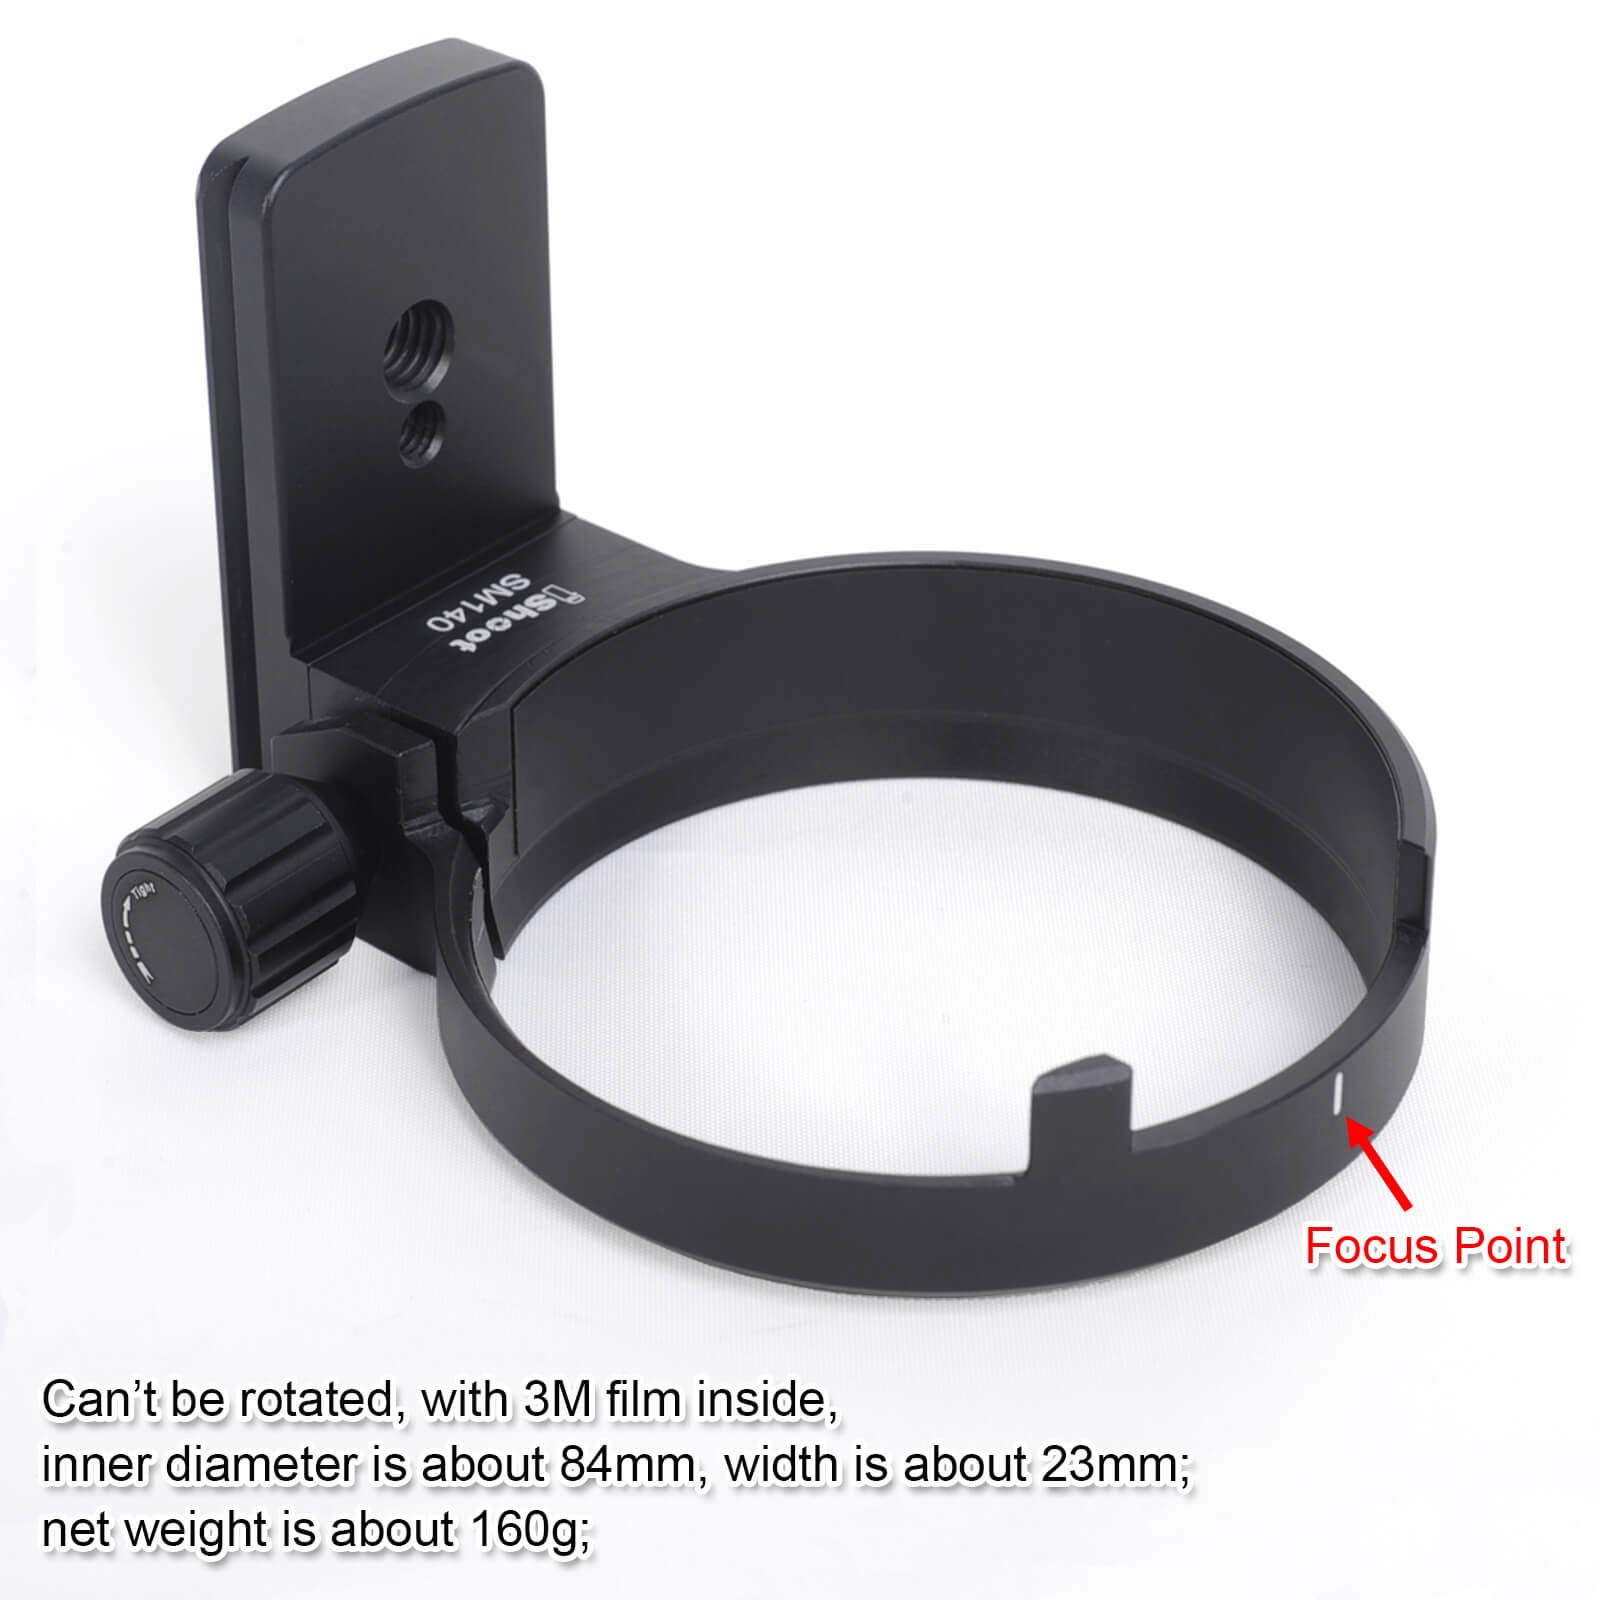 iShoot
SM140
Tight
Focus Point
Can't be rotated, with 3M film inside,
inner diameter is about 84mm, width is about 23mm;
net weight is about 160g;